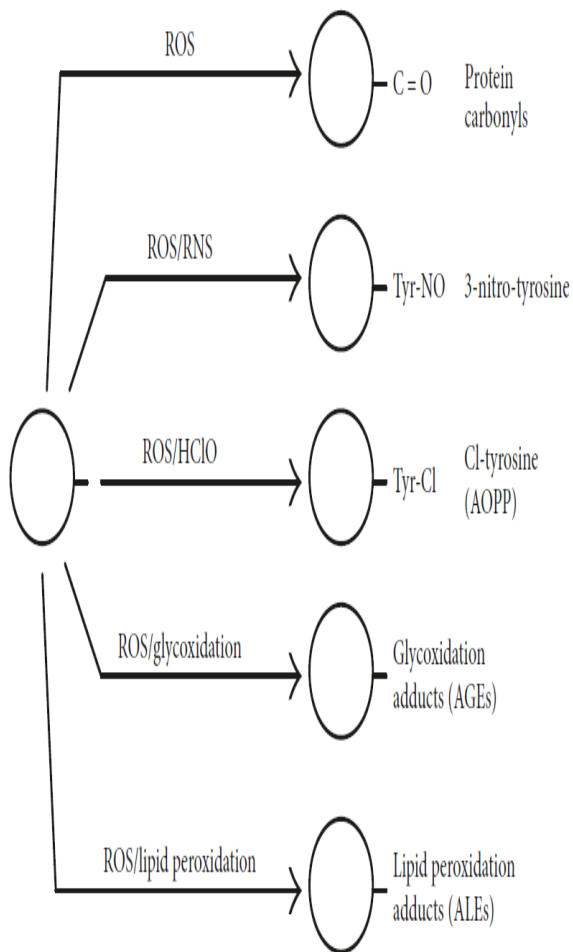 ROS
C = O Protein
carbonyls
ROS/RNS
Tyr-NO 3-nitro-tyrosine
ROS/HClO
Tyr-Cl Cl-tyrosine
(AOPP)
ROS/glycoxidation
Glycoxidation
adducts (AGEs)
ROS/lipid peroxidation
Lipid peroxidation
adducts (ALEs)